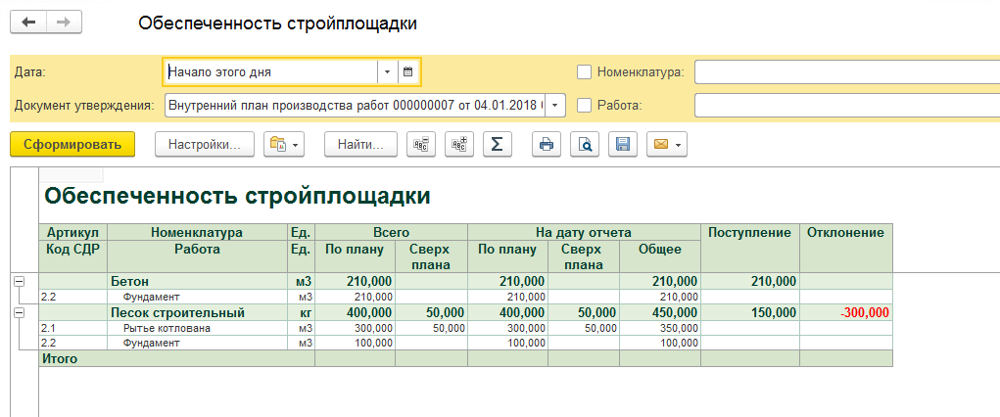 Обеспеченность стройплощадки
Дата: Начало этого дня Номенклатура:
Документ утверждения: Внутренний план производства работ 000000007 от 04.01.2018 Работа:
Сформировать Настройки... Найти...
Обеспеченность стройплощадки
Артикул Номенклатура Ед. Всего На дату отчета Поступление Отклонение
Код СДР Работа Ед. По плану Сверх плана По плану Сверх плана Общее
Бетон м3 210,000 210,000 210,000 210,000
2.2 Фундамент м3 210,000 210,000 210,000
Песок строительный кг 400,000 50,000 400,000 50,000 450,000 150,000 -300,000
2.1 Рытье котлована м3 300,000 50,000 300,000 50,000 350,000
2.2 Фундамент м3 100,000 100,000 100,000
Итого